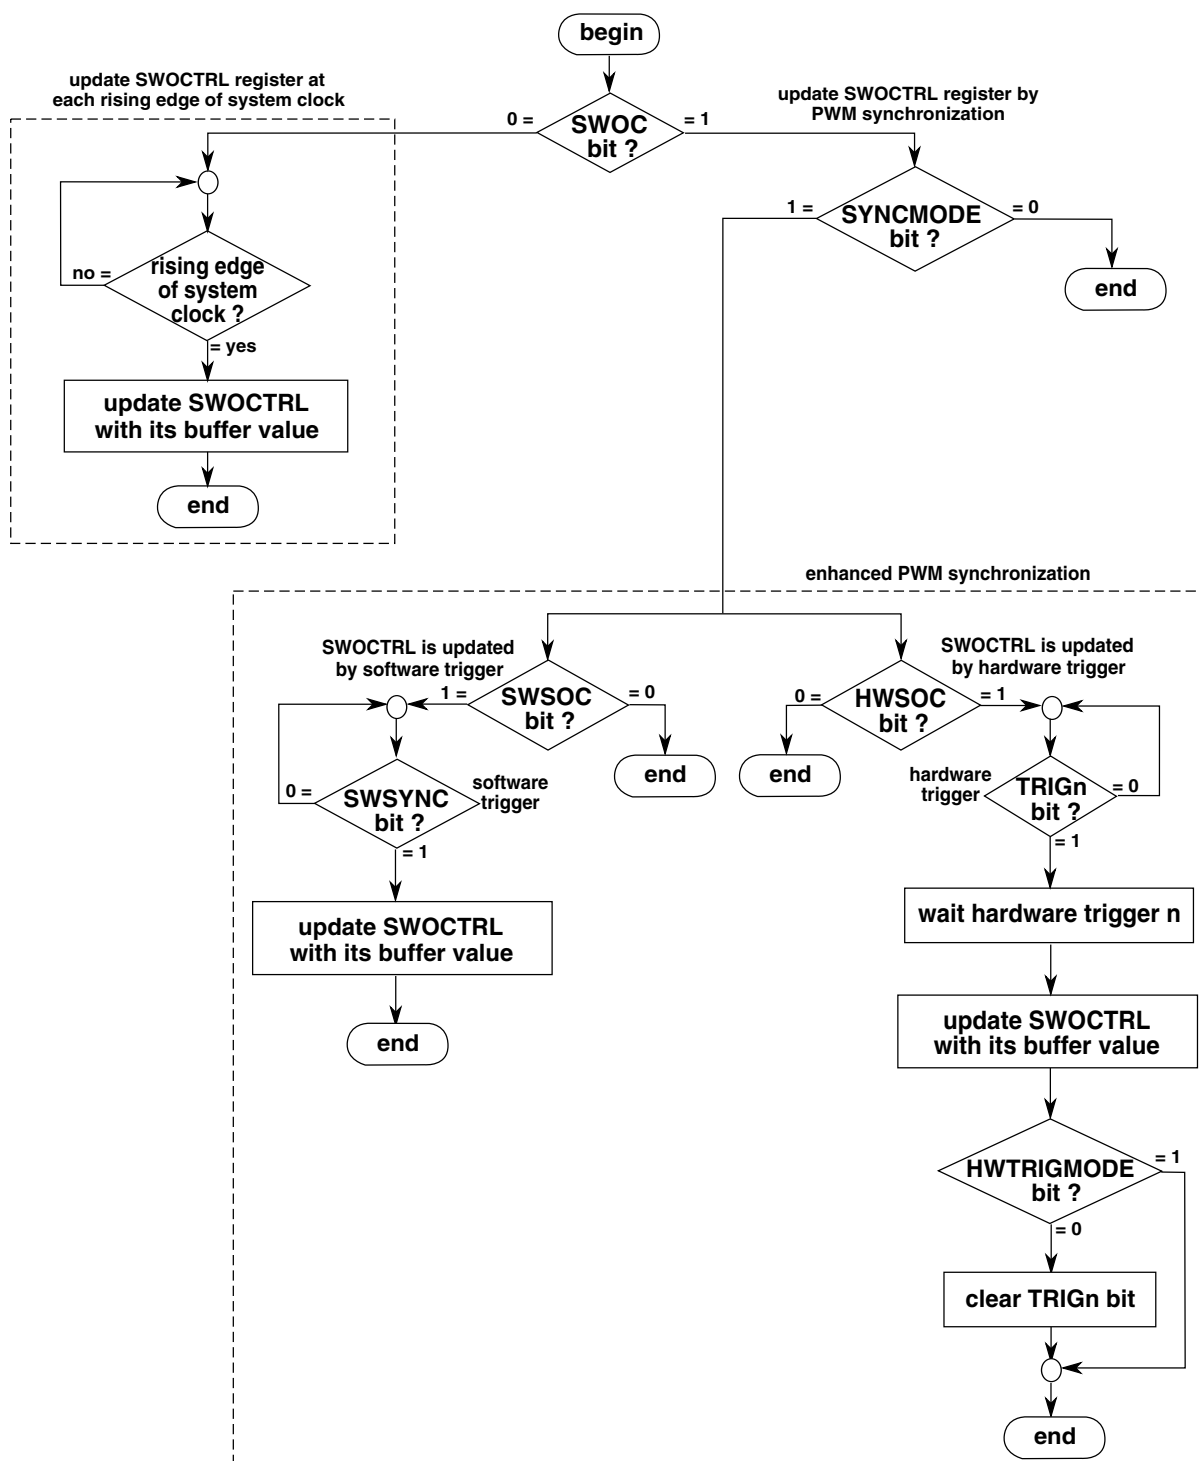 begin
update SWOCTRL register at
each rising edge of system clock
update SWOCTRL register by
PWM synchronization
0 =
SWOC
bit ?
= 1
1 =
SYNCMODE
bit ?
= 0
end
no =
rising edge
of system
clock ?
= yes
update SWOCTRL
with its buffer value
end
enhanced PWM synchronization
SWOCTRL is updated
by software trigger
1 =
SWSOC
bit ?
= 0
end
0 =
SWSYNC
bit ?
software
trigger
= 1
update SWOCTRL
with its buffer value
end
SWOCTRL is updated
by hardware trigger
0 =
HWSOC
bit ?
= 1
end
hardware
trigger
TRIGn
bit ?
= 0
= 1
wait hardware trigger n
update SWOCTRL
with its buffer value
HWTRIGMODE
bit ?
= 1
= 0
clear TRIGn bit
end